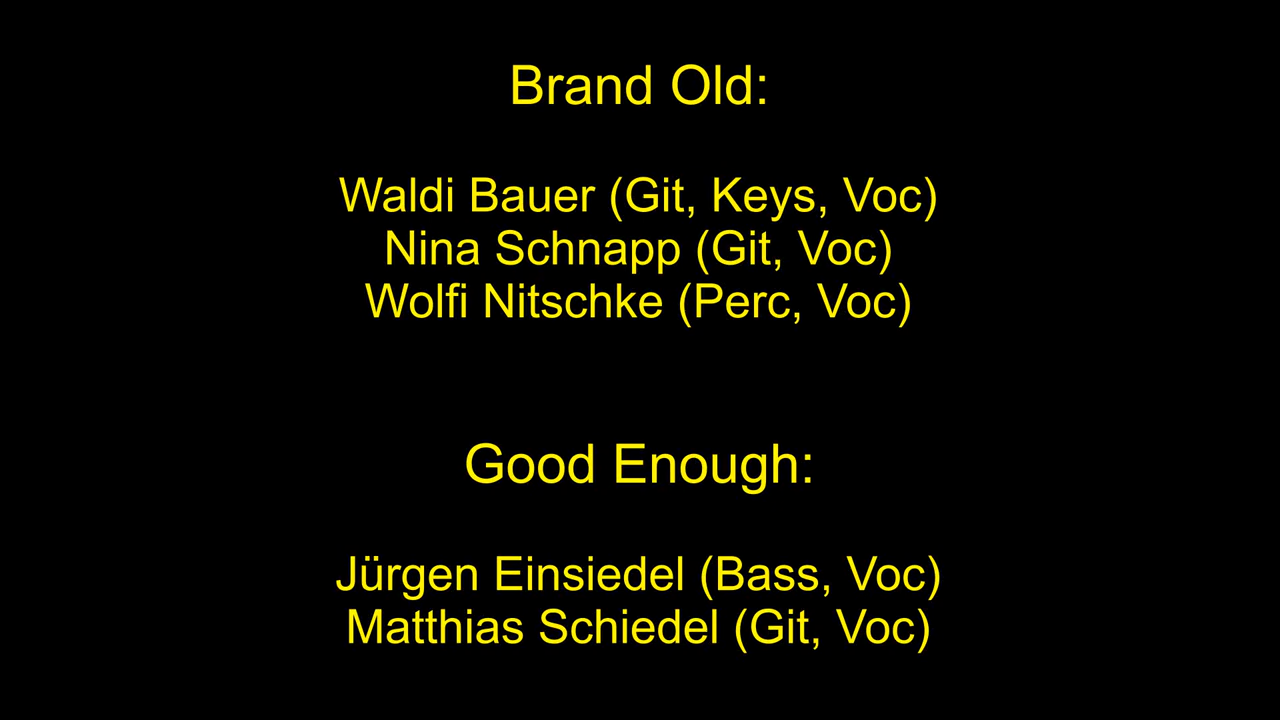 Brand Old:
Waldi Bauer (Git, Keys, Voc)
Nina Schnapp (Git, Voc)
Wolfi Nitschke (Perc, Voc)
Good Enough:
Jürgen Einsiedel (Bass, Voc)
Matthias Schiedel (Git, Voc)